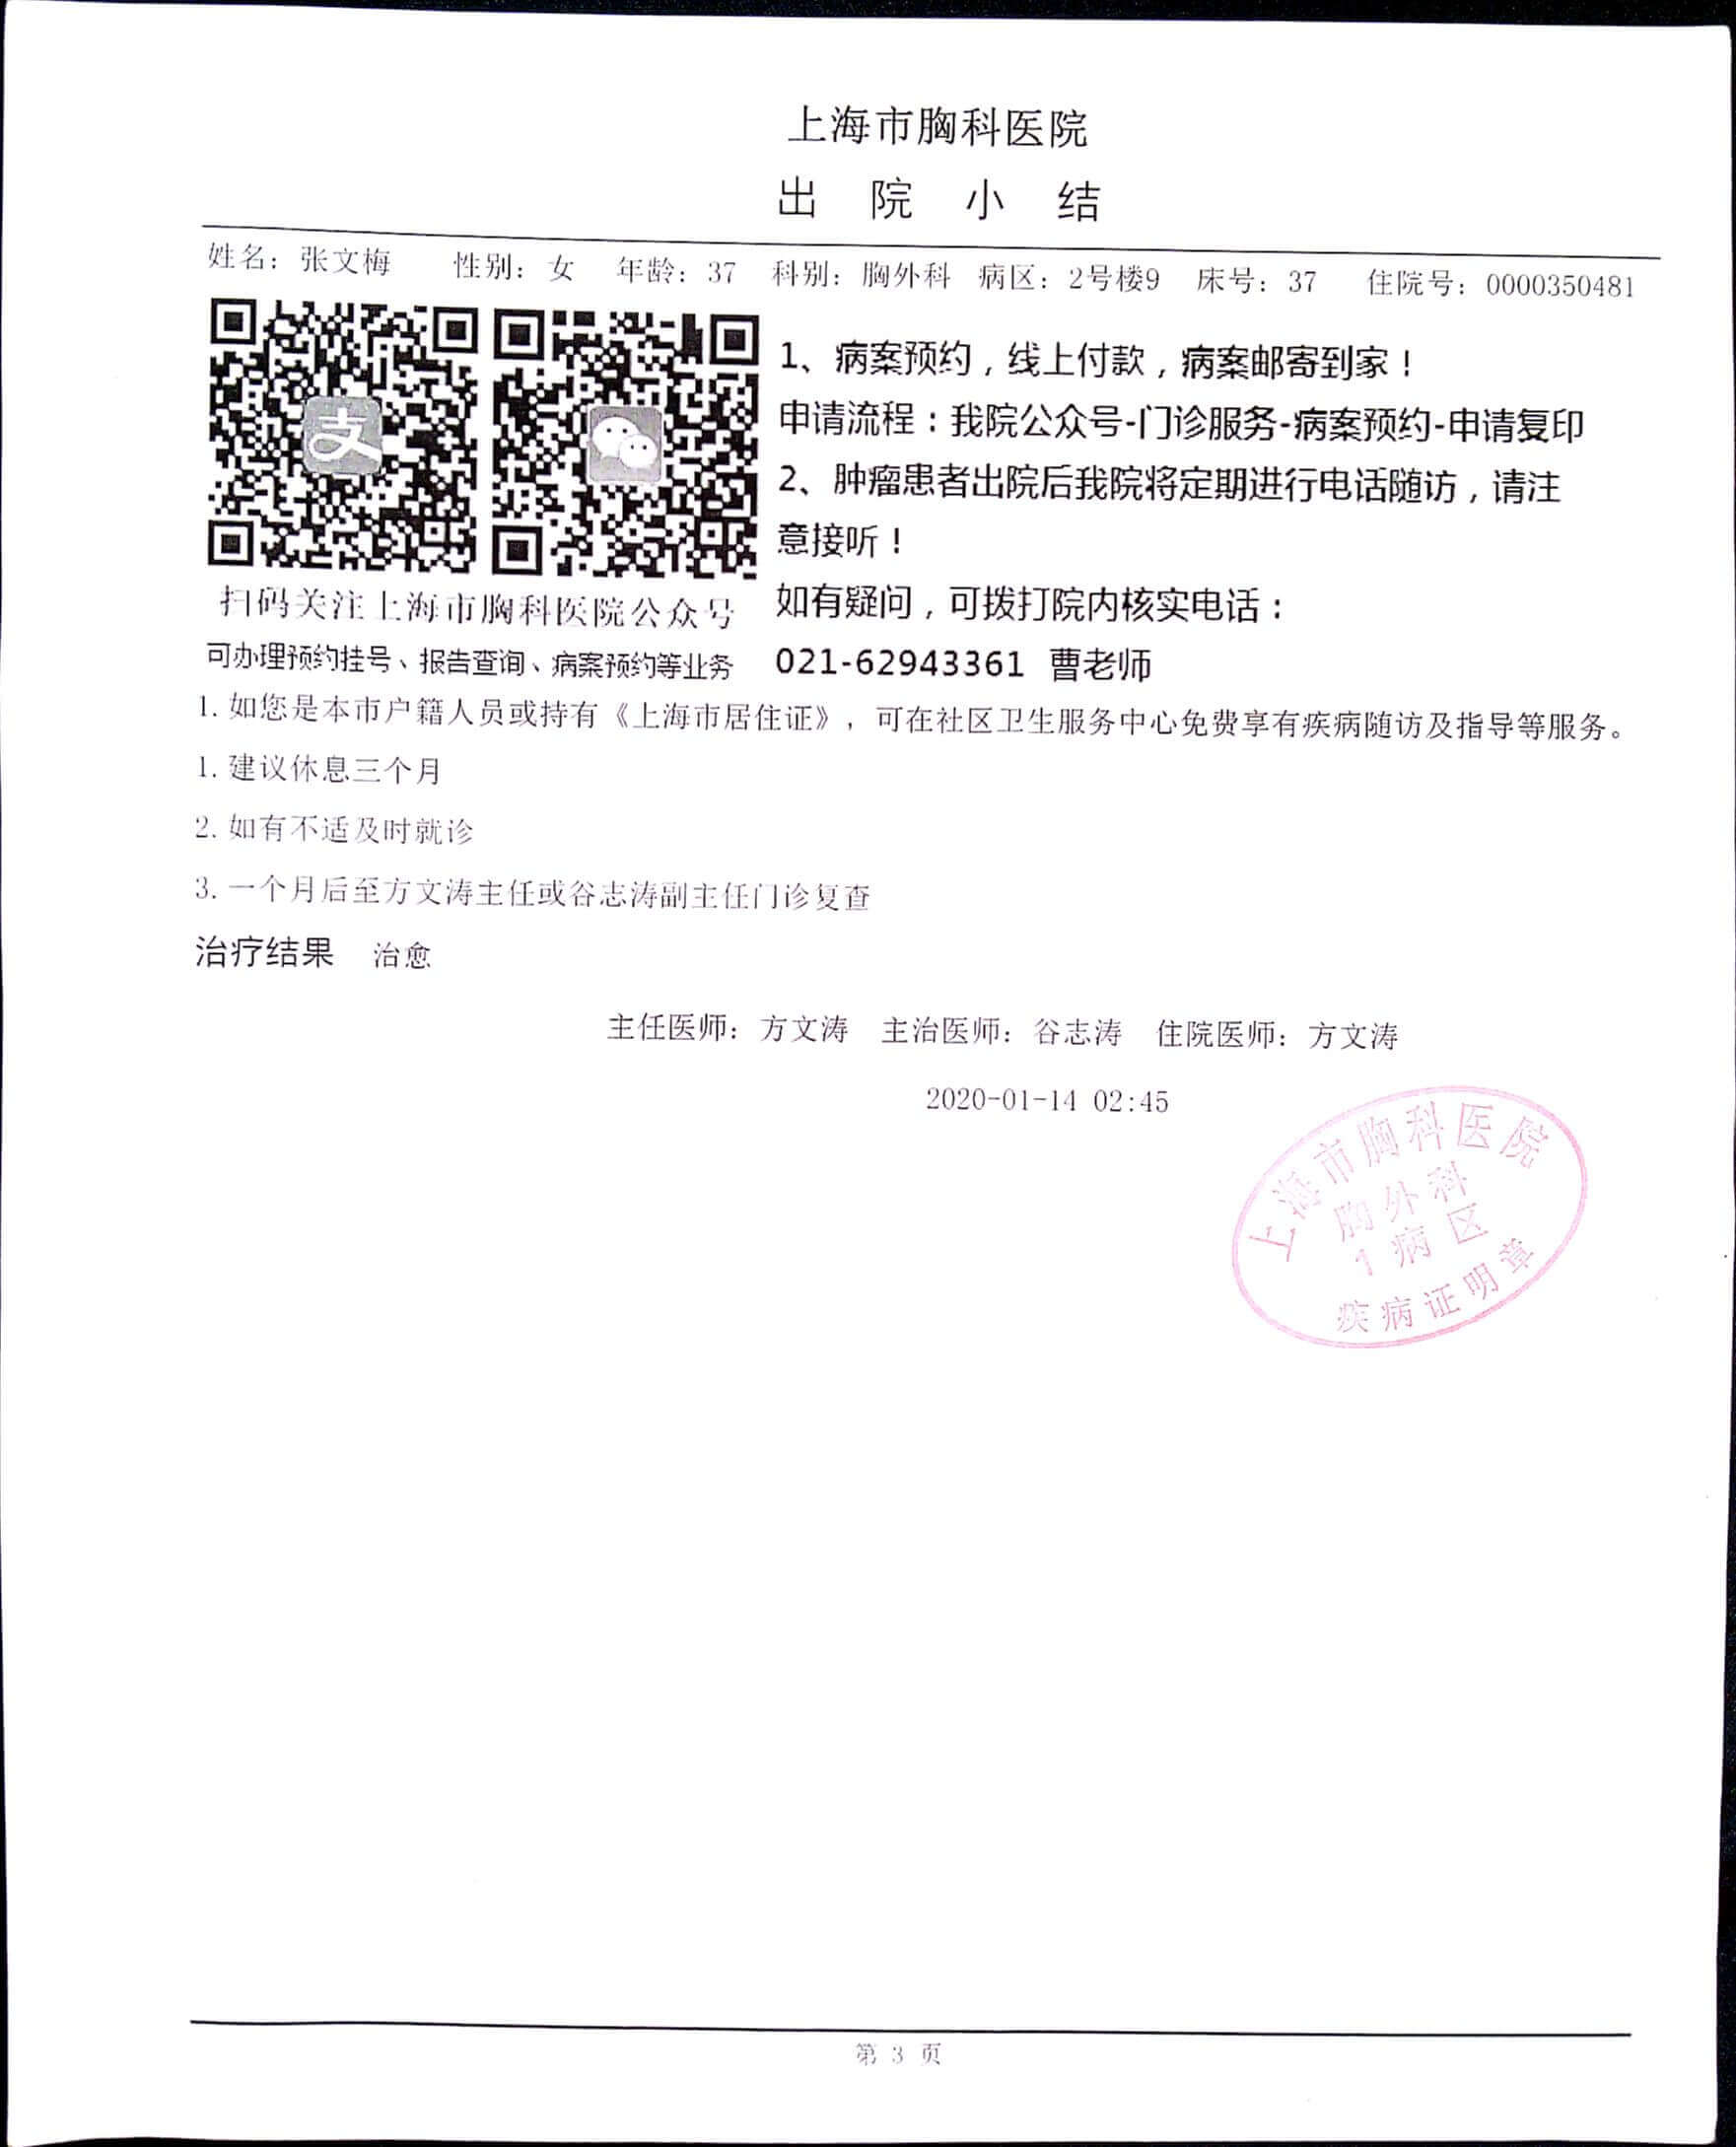 上海市胸科医院
出 院 小 结
姓名：张文梅 性别：女 年龄：37 科别：胸外科 病区：2号楼9 床号：37 住院号：0000350481
支
扫码关注上海市胸科医院公众号
可办理预约挂号、报告查询、病案预约等业务
1、病案预约，线上付款，病案邮寄到家！
申请流程：我院公众号-门诊服务-病案预约-申请复印
2、肿瘤患者出院后我院将定期进行电话随访，请注
意接听！
如有疑问，可拨打院内核实电话：
021-62943361 曹老师
1.如您是本市户籍人员或持有《上海市居住证》，可在社区卫生服务中心免费享有疾病随访及指导等服务。
1.建议休息三个月
2.如有不适及时就诊
3.一个月后至方文涛主任或谷志涛副主任门诊复查
治疗结果 治愈
主任医师：方文涛 主治医师：谷志涛 住院医师：方文涛
2020-01-14 02:45
上海市胸科医院
胸外科
1病区
疾病证明章
第 3 页